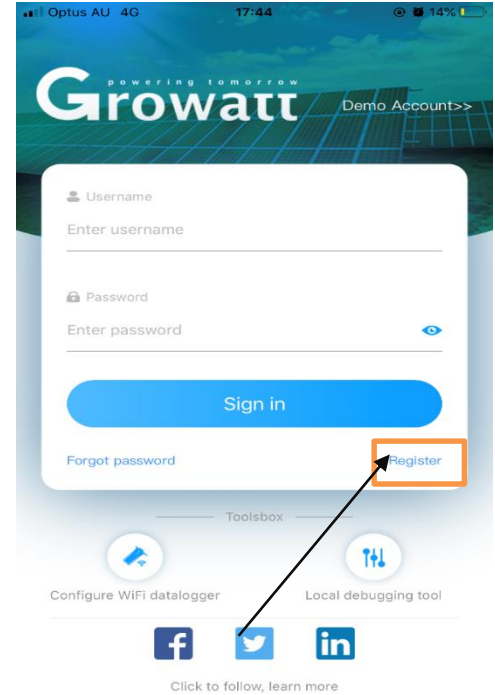 Optus AU 4G 17:44 14%
powering tomorrow
Growatt
Demo Account>>
Username
Enter username
Password
Enter password
Sign in
Forgot password Register
Toolsbox
Configure WiFi datalogger Local debugging tool
f in
Click to follow, learn more